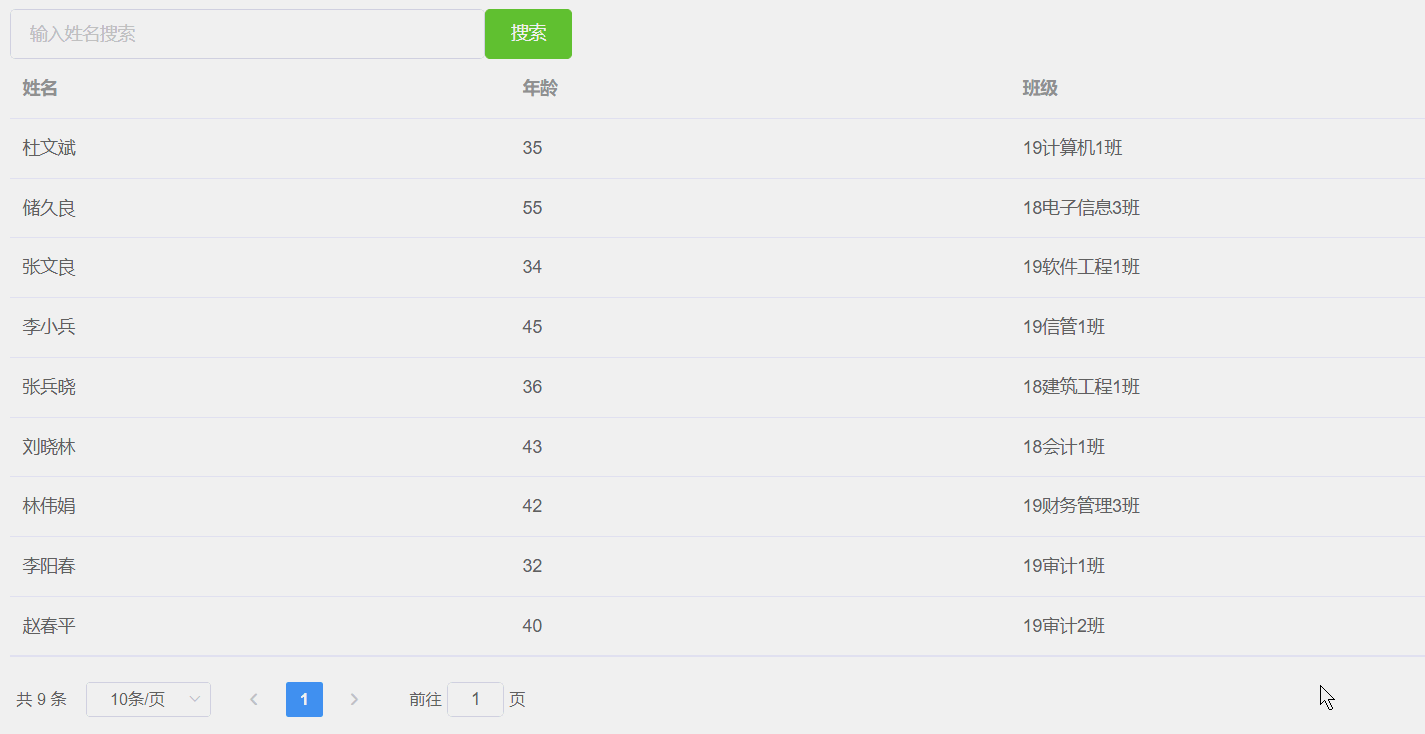 输入姓名搜索 搜索
姓名 年龄 班级
杜文斌 35 19计算机1班
储久良 55 18电子信息3班
张文良 34 19软件工程1班
李小兵 45 19信管1班
张兵晓 36 18建筑工程1班
刘晓林 43 18会计1班
林伟娟 42 19财务管理3班
李阳春 32 19审计1班
赵春平 40 19审计2班
共 9 条 10条/页 1 前往 1 页